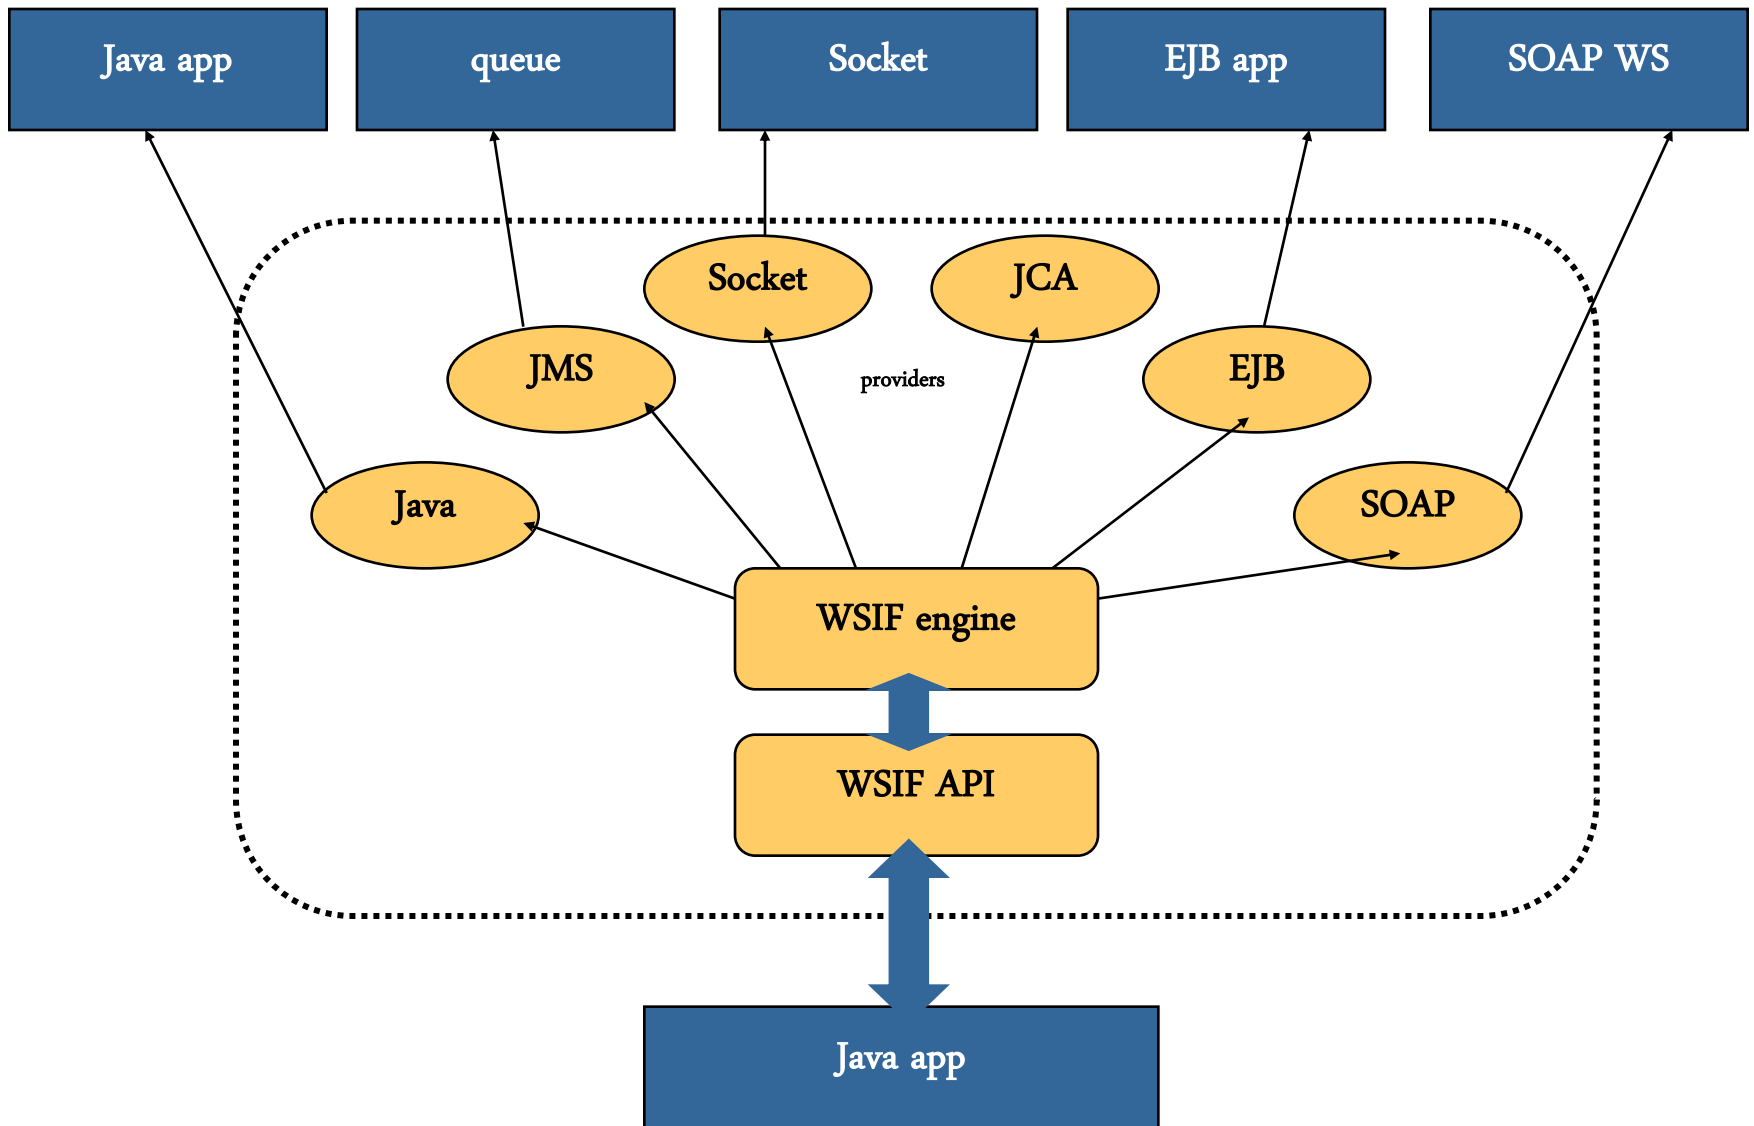 Java app
queue
Socket
EJB app
SOAP WS
Socket
JCA
JMS
providers
EJB
Java
SOAP
WSIF engine
WSIF API
Java app